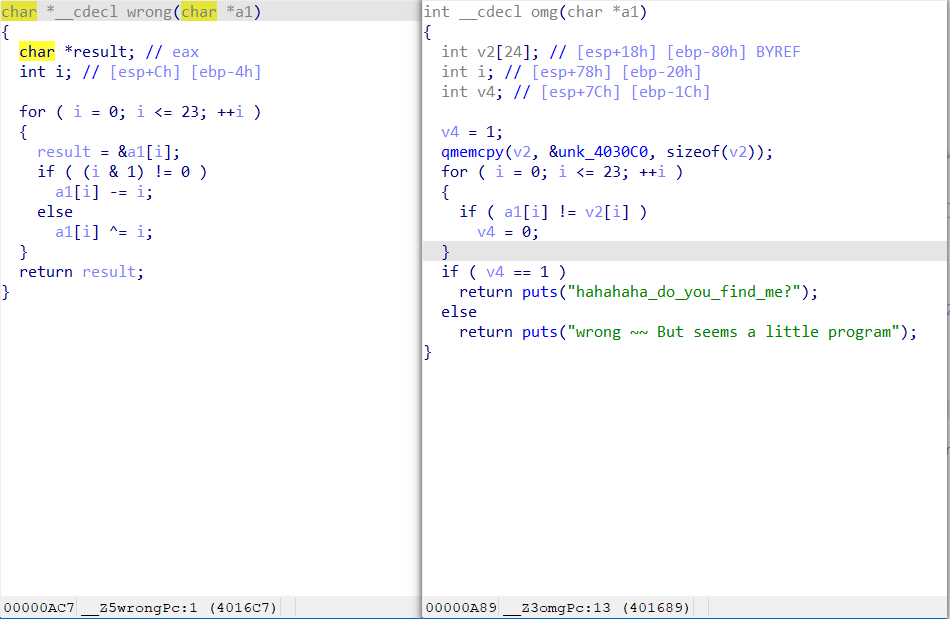 char *__cdecl wrong(char *a1)
{
  char *result; // eax
  int i; // [esp+Ch] [ebp-4h]

  for ( i = 0; i <= 23; ++i )
  {
    result = &a1[i];
    if ( (i & 1) != 0 )
      a1[i] -= i;
    else
      a1[i] ^= i;
  }
  return result;
}
00000AC7 __Z5wrongPc:1 (4016C7)
int __cdecl omg(char *a1)
{
  int v2[24]; // [esp+18h] [ebp-80h] BYREF
  int i; // [esp+78h] [ebp-20h]
  int v4; // [esp+7Ch] [ebp-1Ch]

  v4 = 1;
  qmemcpy(v2, &unk_4030C0, sizeof(v2));
  for ( i = 0; i <= 23; ++i )
  {
    if ( a1[i] != v2[i] )
      v4 = 0;
  }
  if ( v4 == 1 )
    return puts("hahahaha_do_you_find_me?");
  else
    return puts("wrong ~~ But seems a little program");
}
00000A89 __Z3omgPc:13 (401689)